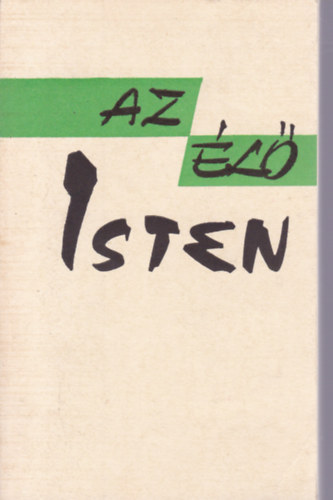 AZ
ÉLŐ
ISTEN